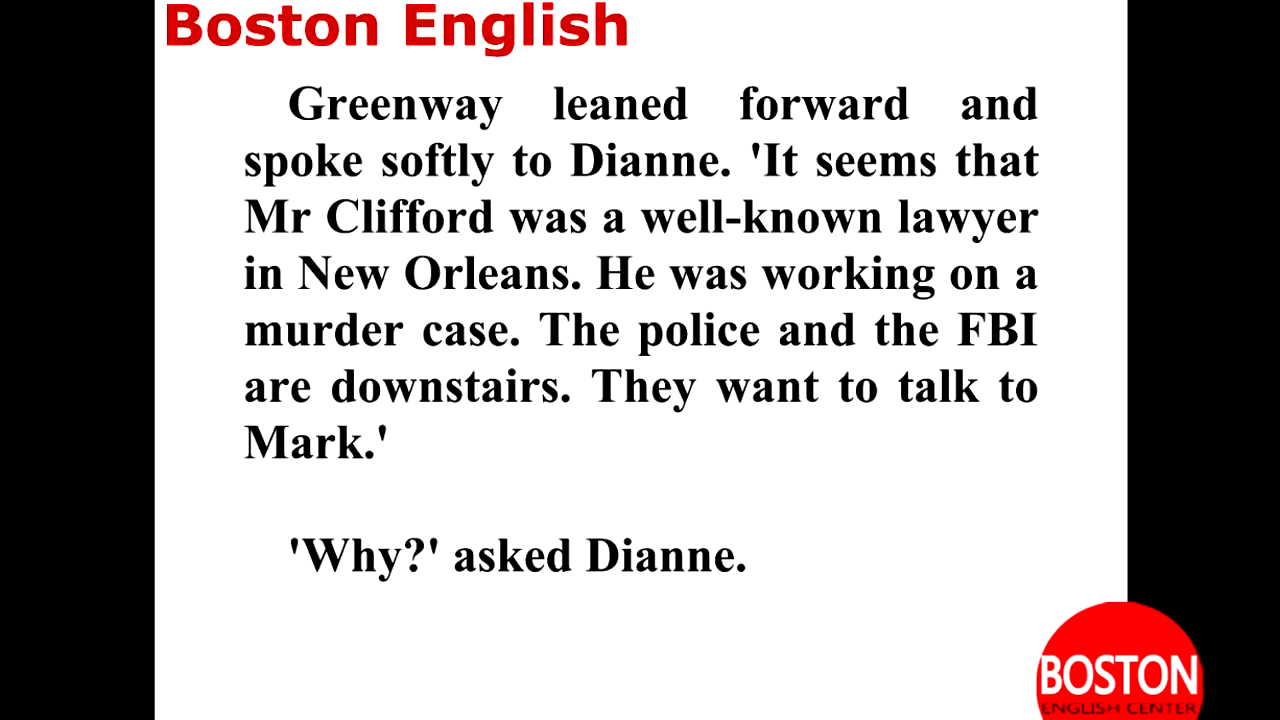 Boston English
Greenway leaned forward and
spoke softly to Dianne. 'It seems that
Mr Clifford was a well-known lawyer
in New Orleans. He was working on a
murder case. The police and the FBI
are downstairs. They want to talk to
Mark.'
'Why?' asked Dianne.
BOSTON
ENGLISH CENTER